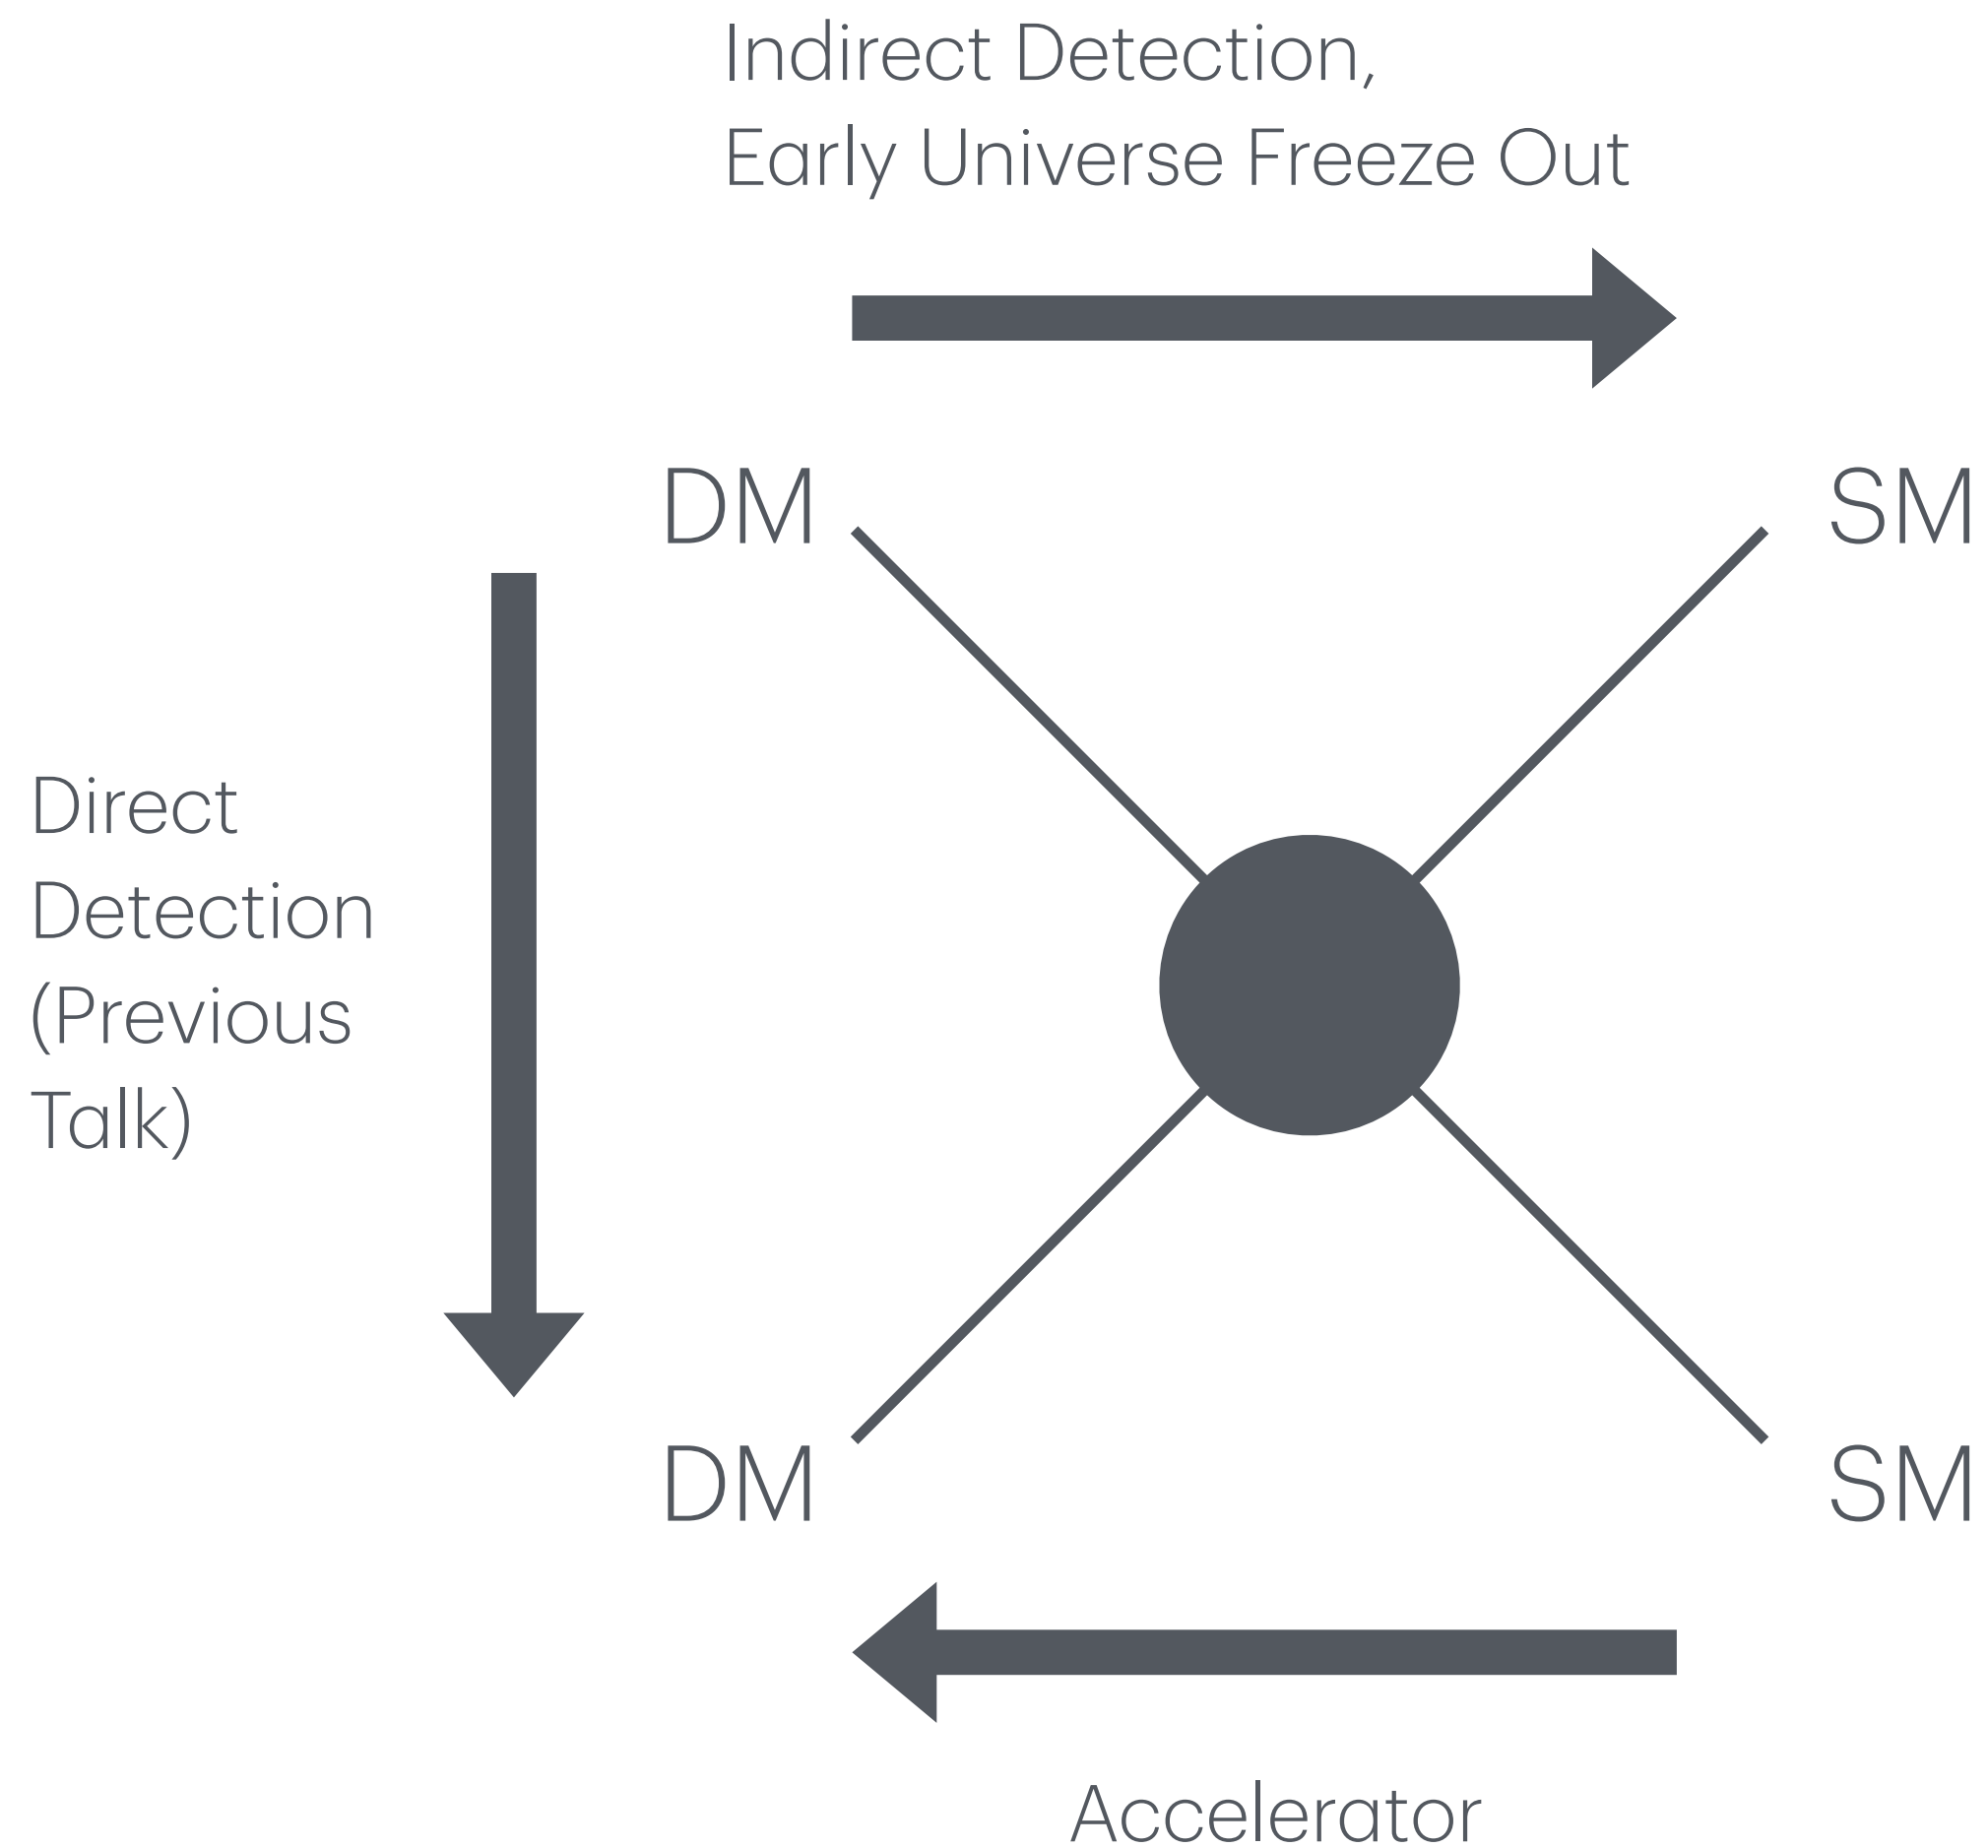 Indirect Detection,
Early Universe Freeze Out
DM
SM
Direct
Detection
(Previous
Talk)
DM
SM
Accelerator